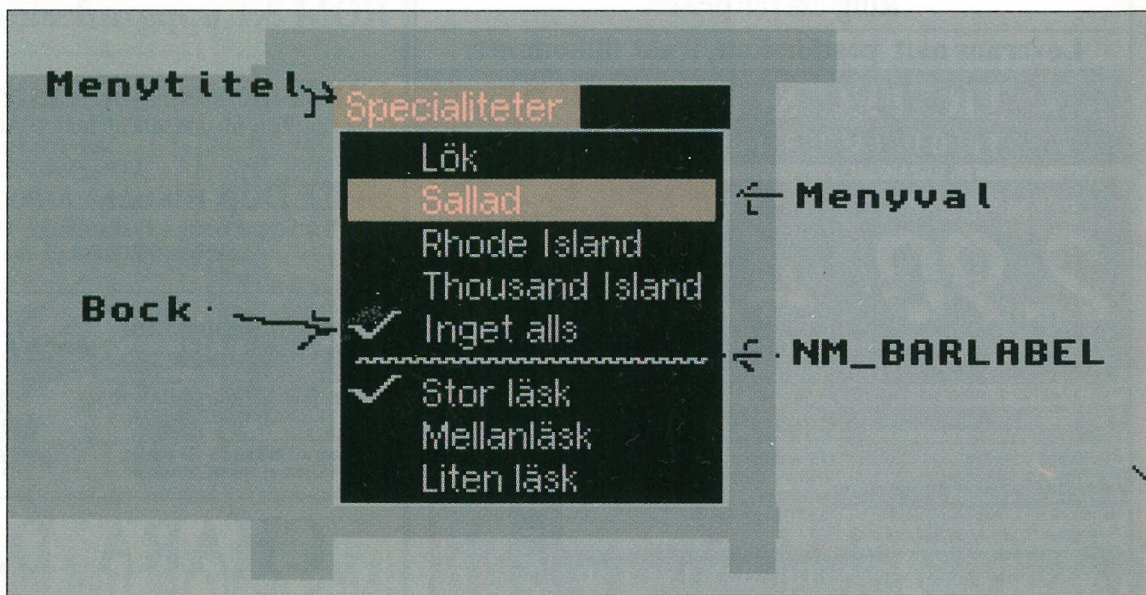 Menytitel
Specialiteter
Lök
Sallad
Menyval
Rhode Island
Thousand Island
Bock
Inget alls
NM_BARLABEL
Stor läsk
Mellanläsk
Liten läsk